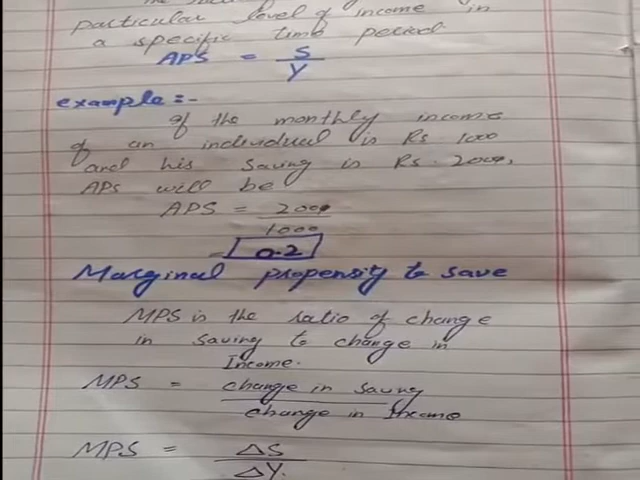 particular level of income in
a specific time period
APS = S
Y
example:-
If the monthly income
of an individual is Rs 1000
and his saving is Rs. 2000,
APS will be
APS = 2000
1000
0.2
Marginal propensity to save
MPS is the ratio of change
in saving to change in
Income.
MPS = change in saving
change in Income
MPS = ΔS
ΔY.